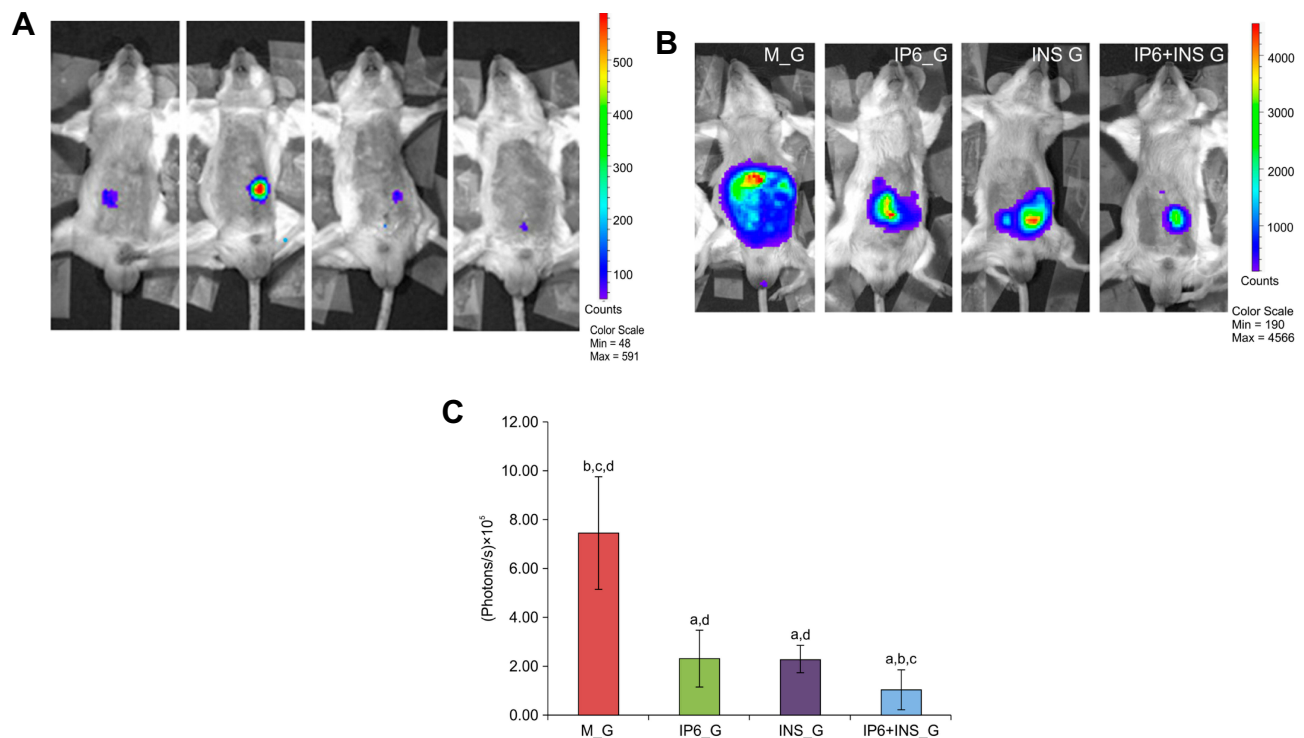 A
500
400
300
200
100
Counts
Color Scale
Min = 48
Max = 591
B
M_G
IP6_G
INS G
IP6+INS G
4000
3000
2000
1000
Counts
Color Scale
Min = 190
Max = 4566
C
(Photons/s)×10⁵
12.00
10.00
8.00
6.00
4.00
2.00
0.00
b,c,d
a,d
a,d
a,b,c
M_G
IP6_G
INS_G
IP6+INS_G